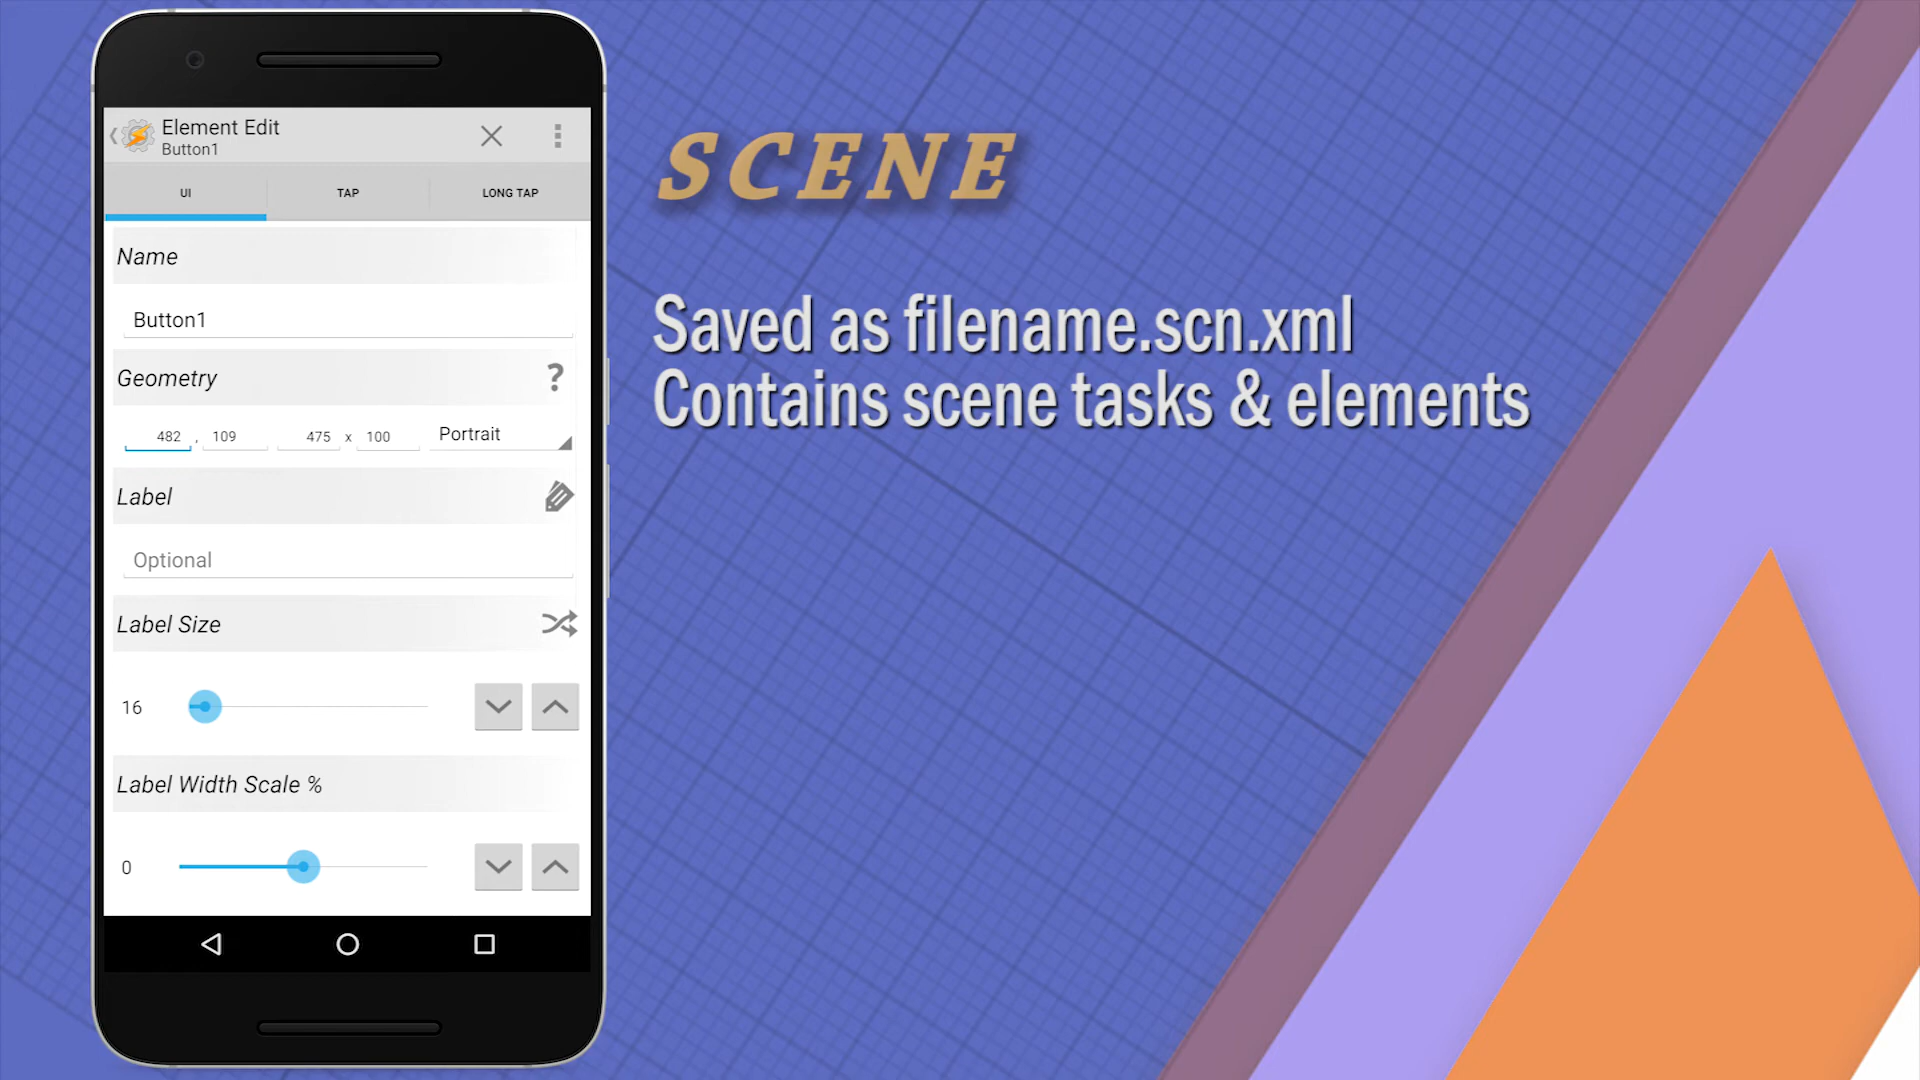 Element Edit
Button1
UI TAP LONG TAP
Name
Button1
Geometry ?
482 , 109 475 x 100 Portrait
Label
Optional
Label Size
16
Label Width Scale %
0
SCENE
Saved as filename.scn.xml
Contains scene tasks & elements